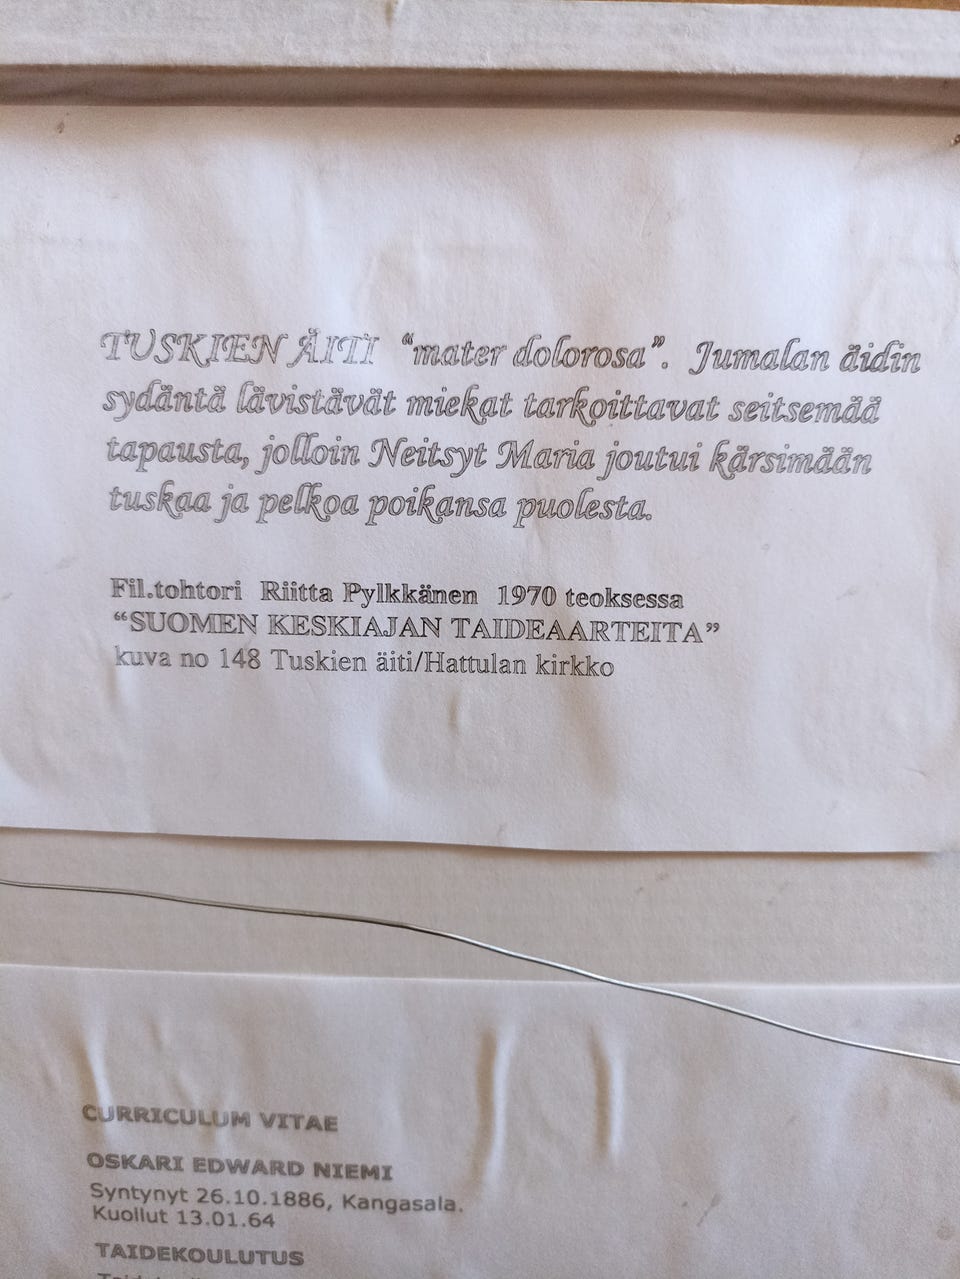 TUSKIEN ÄITI “mater dolorosa”. Jumalan äidin
sydäntä lävistävät miekat tarkoittavat seitsemää
tapausta, jolloin Neitsyt Maria joutui kärsimään
tuskaa ja pelkoa poikansa puolesta.
Fil.tohtori Riitta Pylkkänen 1970 teoksessa
“SUOMEN KESKIAJAN TAIDEAARTEITA”
kuva no 148 Tuskien äiti/Hattulan kirkko
CURRICULUM VITAE
OSKARI EDWARD NIEMI
Syntynyt 26.10.1886, Kangasala.
Kuollut 13.01.64
TAIDEKOULUTUS